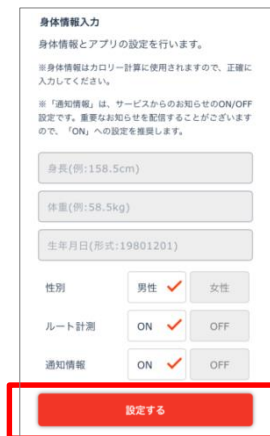 身体情報入力
身体情報とアプリの設定を行います。
※身体情報はカロリー計算に使用されますので、正確に
入力してください。
※「通知情報」は、サービスからのお知らせのON/OFF
設定です。重要なお知らせを配信することがございます
ので、「ON」への設定を推奨します。
身長(例:158.5cm)
体重(例:58.5kg)
生年月日(形式:19801201)
性別 男性 女性
ルート計測 ON OFF
通知情報 ON OFF
設定する